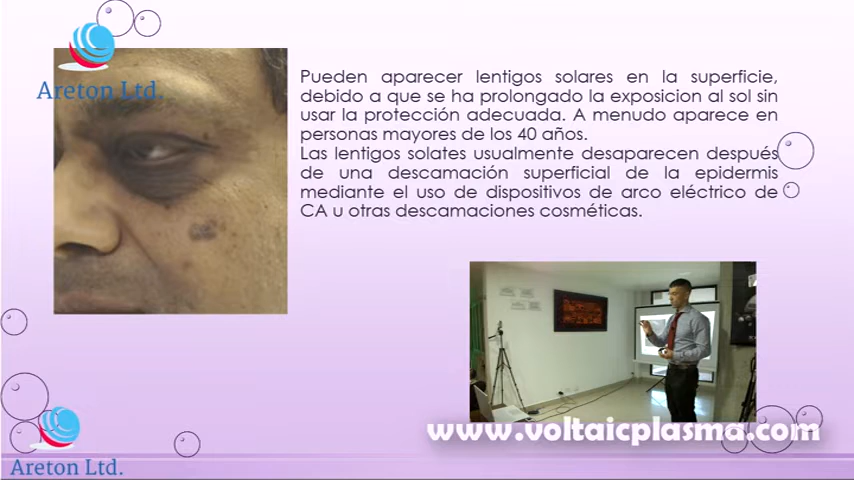 Areton Ltd.
Pueden aparecer lentigos solares en la superficie,
debido a que se ha prolongado la exposicion al sol sin
usar la protección adecuada. A menudo aparece en
personas mayores de los 40 años.
Las lentigos solates usualmente desaparecen después
de una descamación superficial de la epidermis
mediante el uso de dispositivos de arco eléctrico de
CA u otras descamaciones cosméticas.
www.voltaicplasma.com
Areton Ltd.